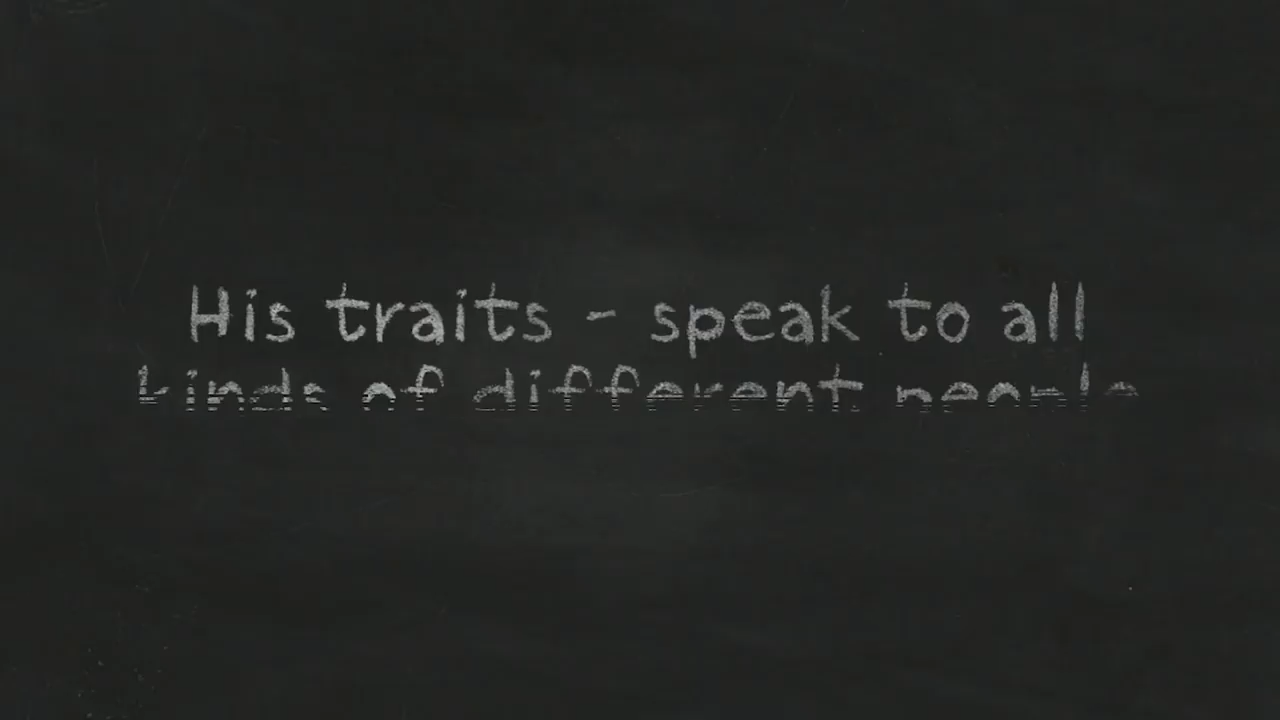 His traits - speak to all
kinds of different people